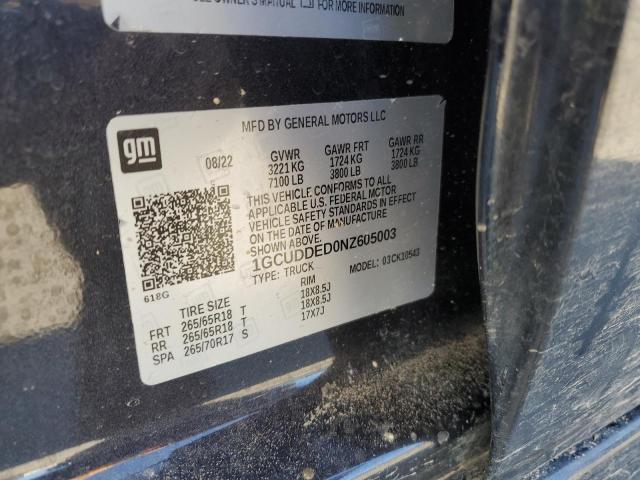 OWNER'S MANUAL FOR MORE INFORMATION
gm
MFD BY GENERAL MOTORS LLC
08/22 GVWR GAWR FRT GAWR RR
3221 KG 1724 KG 1724 KG
7100 LB 3800 LB 3800 LB
THIS VEHICLE CONFORMS TO ALL
APPLICABLE U.S. FEDERAL MOTOR
VEHICLE SAFETY STANDARDS IN EFFECT
ON THE DATE OF MANUFACTURE
1GCUDDED0NZ605003
TYPE: TRUCK 03CK10543
618G
TIRE SIZE RIM
FRT 265/65R18 T 18X8.5J
RR 265/65R18 T 18X8.5J
SPA 265/70R17 S 17X7J